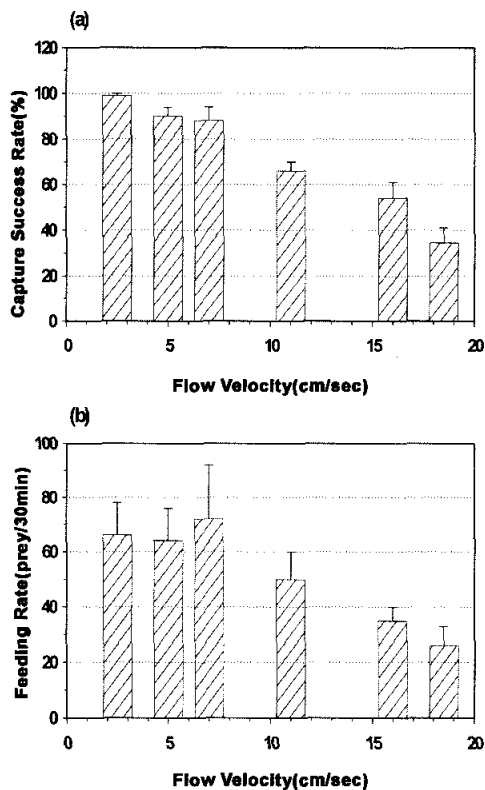 (a)
120
100
80
60
40
20
0
Capture Success Rate(%)
0 5 10 15 20
Flow Velocity(cm/sec)
(b)
100
80
60
40
20
0
Feeding Rate(prey/30min)
0 5 10 15 20
Flow Velocity(cm/sec)